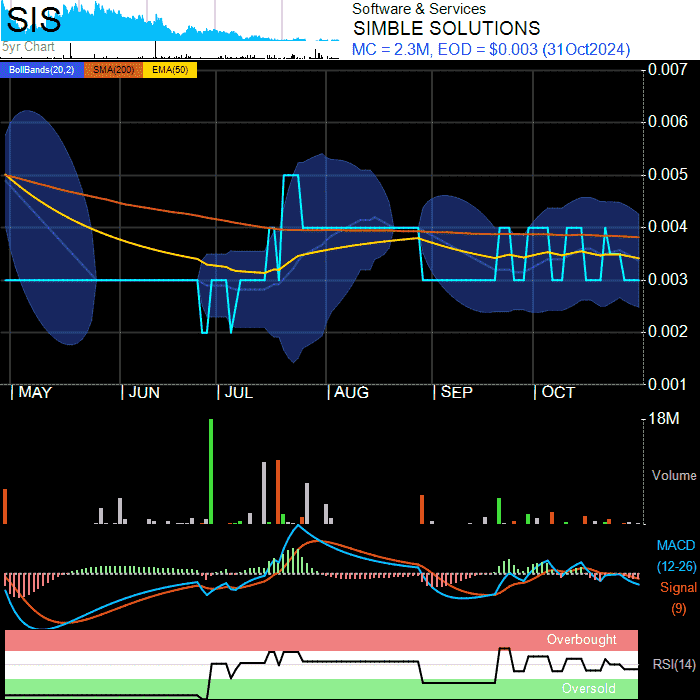 SIS
Software & Services
SIMBLE SOLUTIONS
5yr Chart
MC = 2.3M, EOD = $0.003 (31Oct2024)
BollBands(20,2) SMA(200) EMA(50)
0.007
0.006
0.005
0.004
0.003
0.002
0.001
MAY JUN JUL AUG SEP OCT
18M
Volume
MACD
(12-26)
Signal
(9)
Overbought
RSI(14)
Oversold